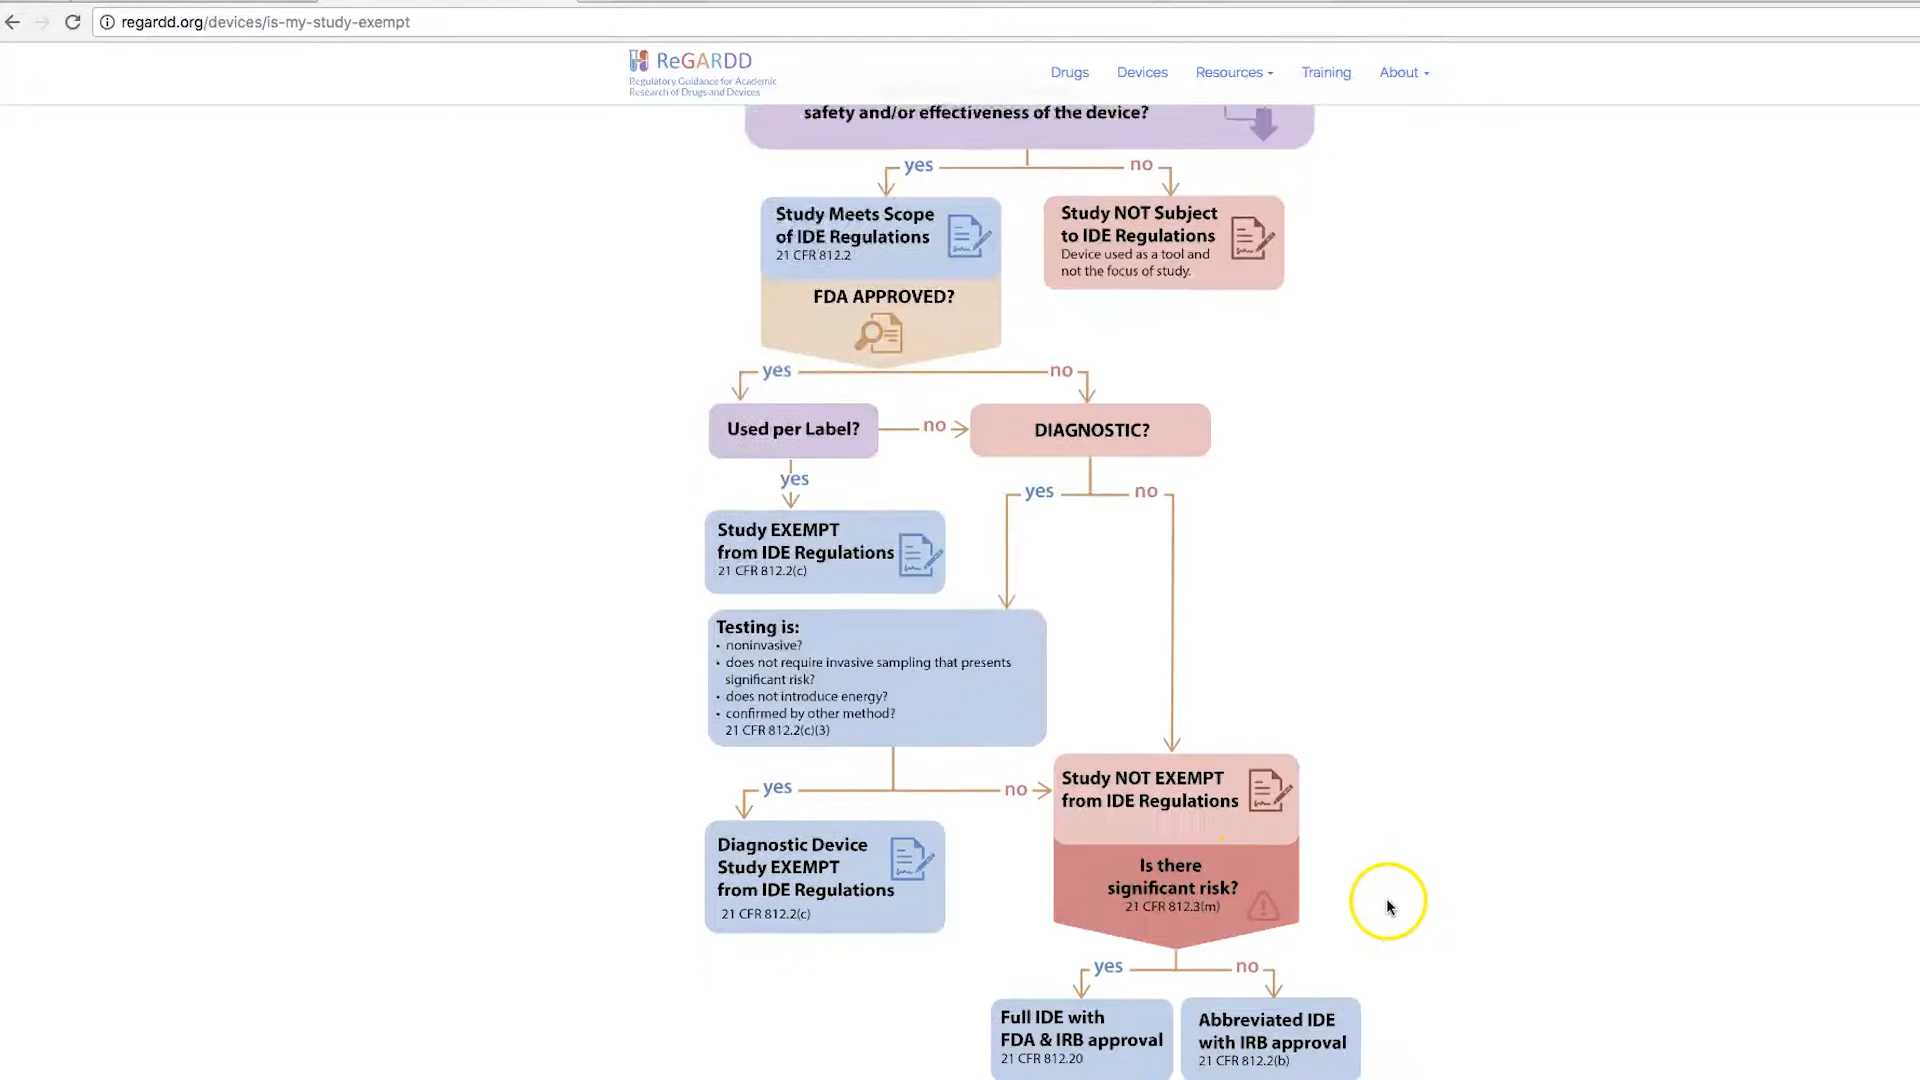 regardd.org/devices/is-my-study-exempt
ReGARDD
Regulatory Guidance for Academic
Research of Drugs and Devices
Drugs
Devices
Resources
Training
About
safety and/or effectiveness of the device?
yes
no
Study Meets Scope
of IDE Regulations
21 CFR 812.2
Study NOT Subject
to IDE Regulations
Device used as a tool and
not the focus of study.
FDA APPROVED?
yes
no
Used per Label?
no
DIAGNOSTIC?
yes
yes
no
Study EXEMPT
from IDE Regulations
21 CFR 812.2(c)
Testing is:
• noninvasive?
• does not require invasive sampling that presents
significant risk?
• does not introduce energy?
• confirmed by other method?
21 CFR 812.2(c)(3)
yes
no
Study NOT EXEMPT
from IDE Regulations
Diagnostic Device
Study EXEMPT
from IDE Regulations
21 CFR 812.2(c)
Is there
significant risk?
21 CFR 812.3(m)
yes
no
Full IDE with
FDA & IRB approval
21 CFR 812.20
Abbreviated IDE
with IRB approval
21 CFR 812.2(b)